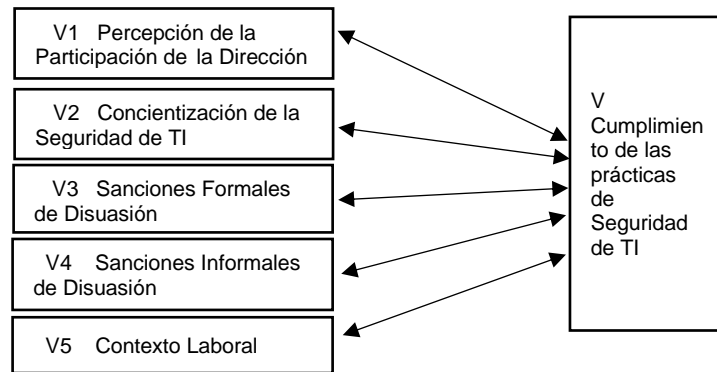 V1 Percepción de la
Participación de la Dirección
V2 Concientización de la
Seguridad de TI
V3 Sanciones Formales
de Disuasión
V4 Sanciones Informales
de Disuasión
V5 Contexto Laboral
V
Cumplimien
to de las
prácticas
de
Seguridad
de TI